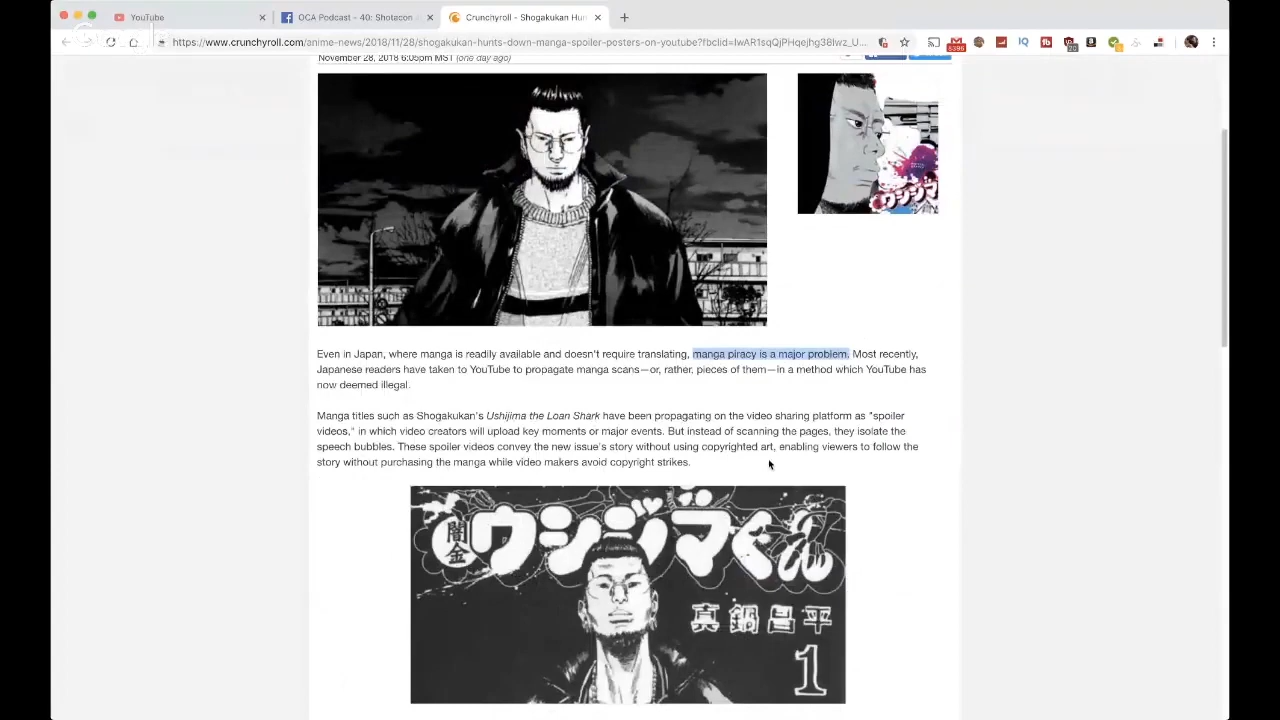 YouTube
OCA Podcast - 40: Shotacon
Crunchyroll - Shogakukan Hun
https://www.crunchyroll.com/anime-news/2018/11/28/shogakukan-hunts-down-manga-spoiler-posters-on-youtube?fbclid=
8396
20
November 28, 2018 6:05pm MST (one day ago)
Even in Japan, where manga is readily available and doesn't require translating, manga piracy is a major problem. Most recently,
Japanese readers have taken to YouTube to propagate manga scans—or, rather, pieces of them—in a method which YouTube has
now deemed illegal.
Manga titles such as Shogakukan's Ushijima the Loan Shark have been propagating on the video sharing platform as "spoiler
videos," in which video creators will upload key moments or major events. But instead of scanning the pages, they isolate the
speech bubbles. These spoiler videos convey the new issue's story without using copyrighted art, enabling viewers to follow the
story without purchasing the manga while video makers avoid copyright strikes.
闇金ウシジマくん
真鍋昌平
1